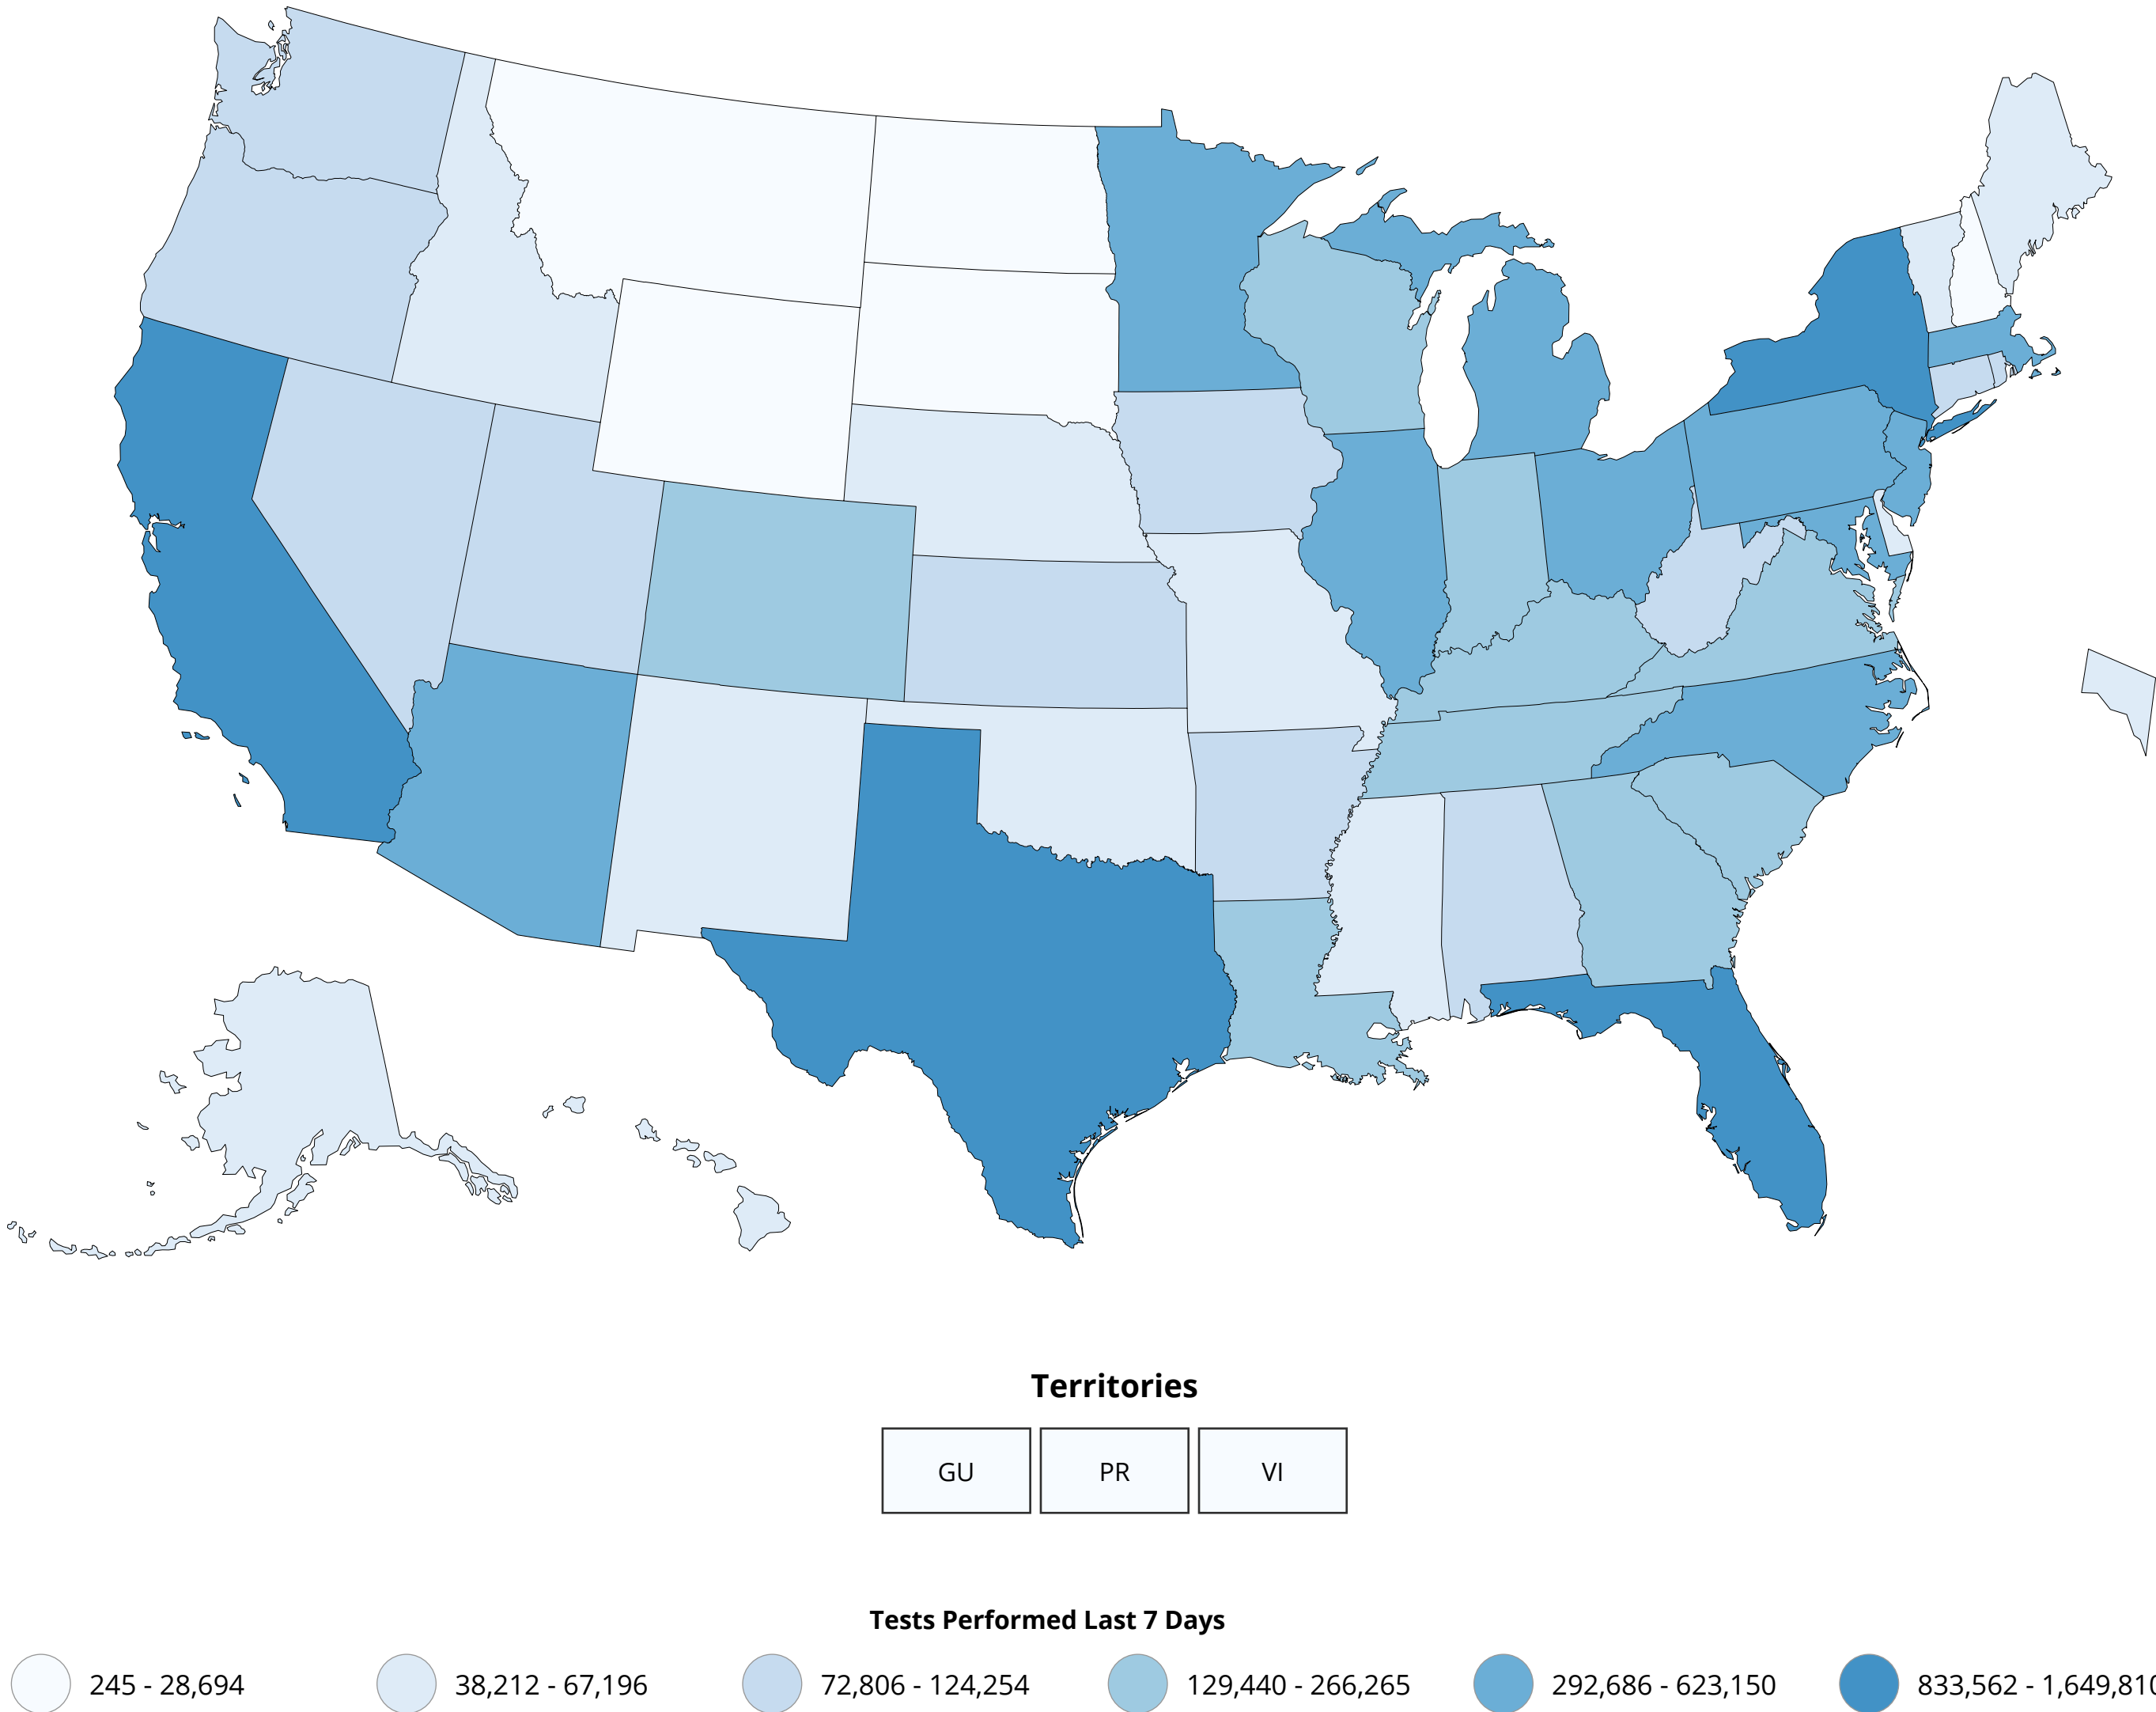 Territories
GU PR VI
Tests Performed Last 7 Days
245 - 28,694 38,212 - 67,196 72,806 - 124,254 129,440 - 266,265 292,686 - 623,150 833,562 - 1,649,810